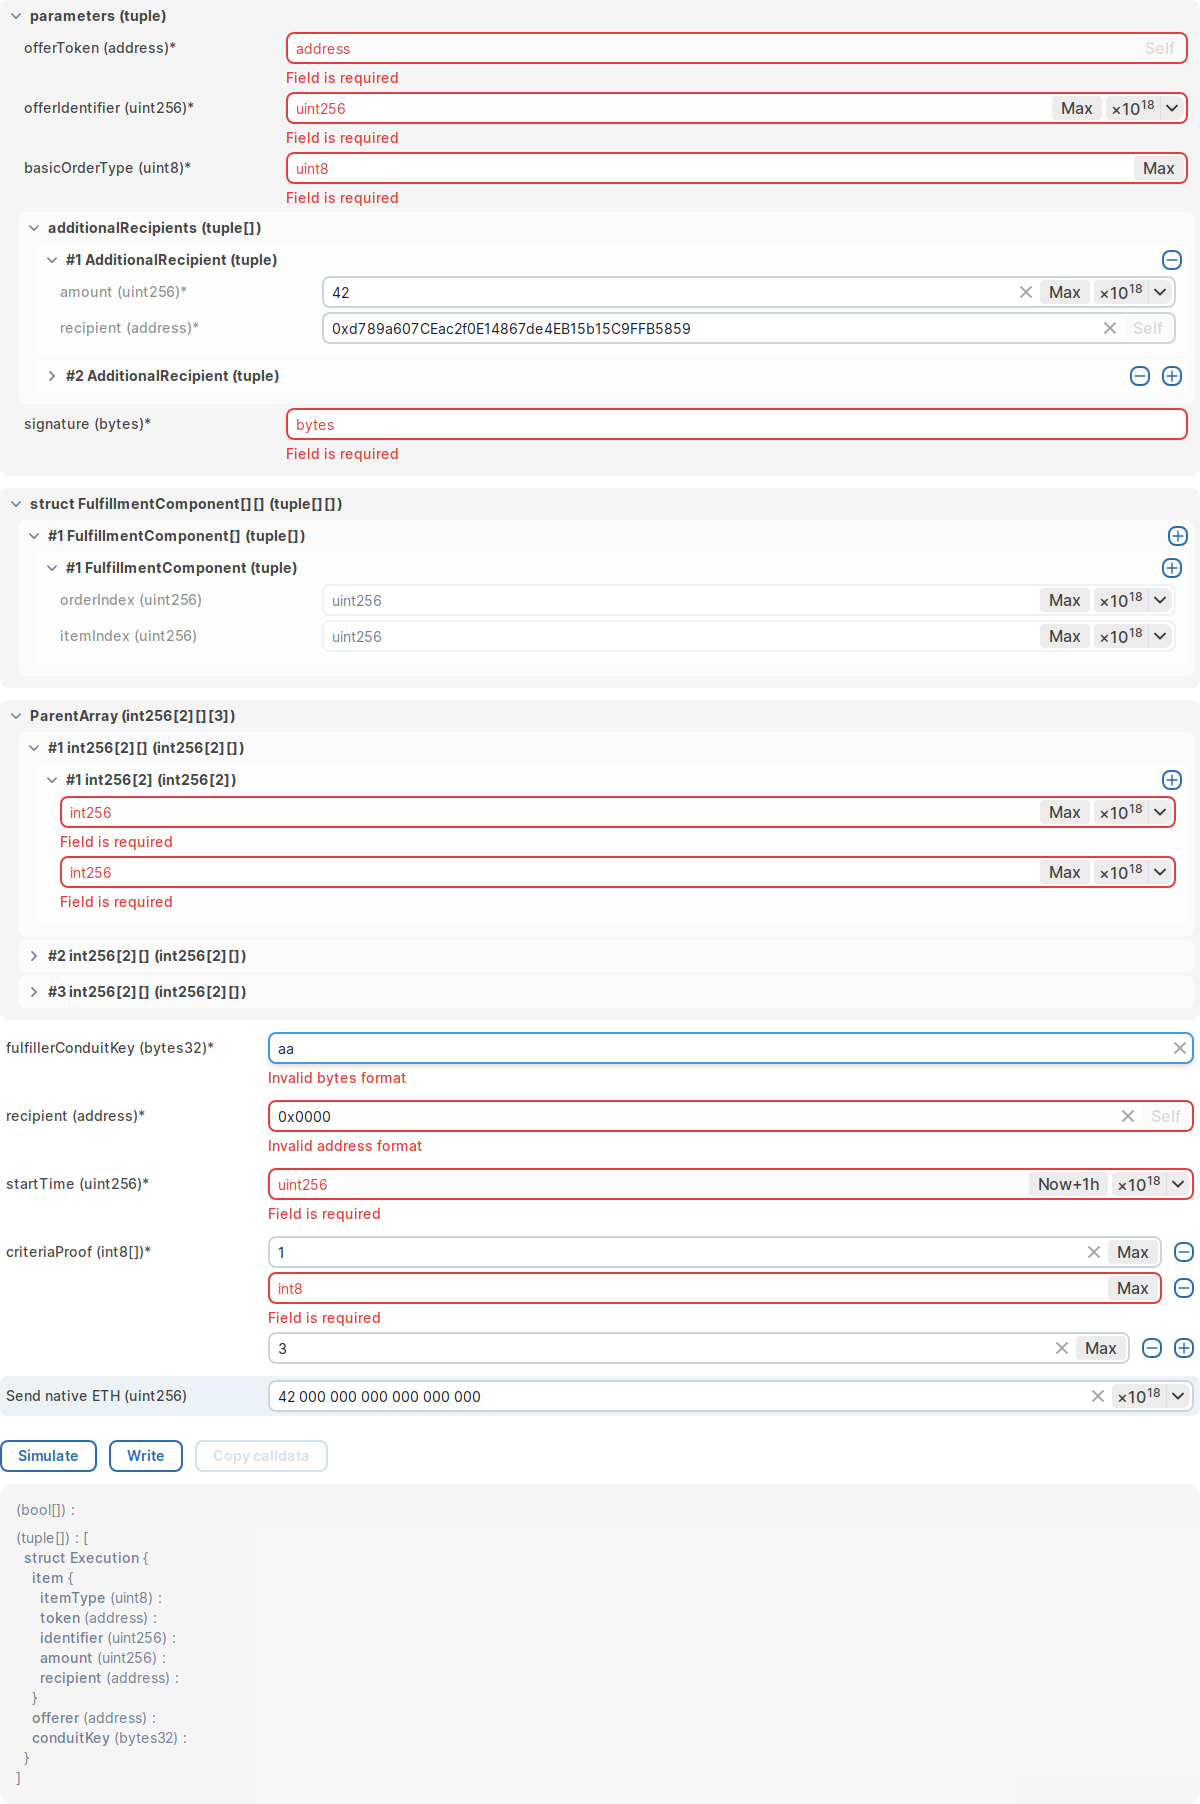 parameters (tuple)
offerToken (address)* address Self
Field is required
offerIdentifier (uint256)* uint256 Max ×10^18
Field is required
basicOrderType (uint8)* uint8 Max
Field is required
additionalRecipients (tuple[])
#1 AdditionalRecipient (tuple)
amount (uint256)* 42 Max ×10^18
recipient (address)* 0xd789a607CEac2f0E14867de4EB15b15C9FFB5859 Self
#2 AdditionalRecipient (tuple)
signature (bytes)* bytes
Field is required
struct FulfillmentComponent[][] (tuple[][])
#1 FulfillmentComponent[] (tuple[])
#1 FulfillmentComponent (tuple)
orderIndex (uint256) uint256 Max ×10^18
itemIndex (uint256) uint256 Max ×10^18
ParentArray (int256[2][][3])
#1 int256[2][] (int256[2][])
#1 int256[2] (int256[2])
int256 Max ×10^18
Field is required
int256 Max ×10^18
Field is required
#2 int256[2][] (int256[2][])
#3 int256[2][] (int256[2][])
fulfillerConduitKey (bytes32)* aa
Invalid bytes format
recipient (address)* 0x0000 Self
Invalid address format
startTime (uint256)* uint256 Now+1h ×10^18
Field is required
criteriaProof (int8[])* 1 Max
int8 Max
Field is required
3 Max
Send native ETH (uint256) 42 000 000 000 000 000 000 ×10^18
Simulate Write Copy calldata
(bool[]) :
(tuple[]) : [
struct Execution {
item {
itemType (uint8) :
token (address) :
identifier (uint256) :
amount (uint256) :
recipient (address) :
}
offerer (address) :
conduitKey (bytes32) :
}
]